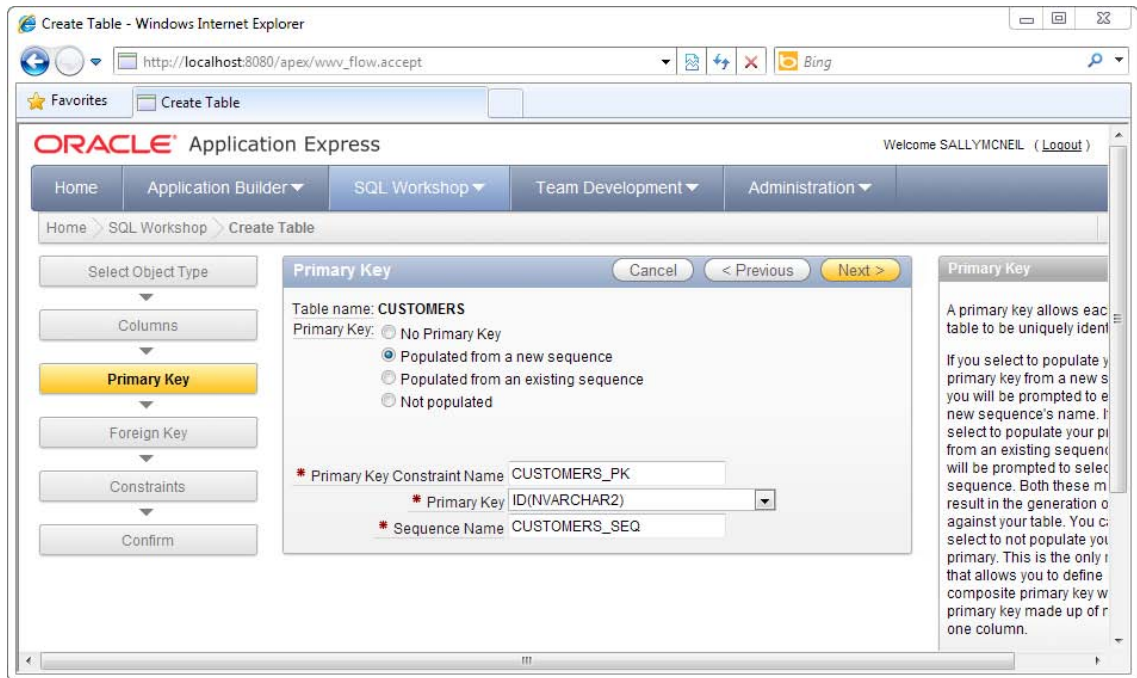 Create Table - Windows Internet Explorer
http://localhost:8080/apex/wwv_flow.accept
Bing
Favorites
Create Table
ORACLE Application Express
Welcome SALLYMCNEIL ( Logout )
Home
Application Builder
SQL Workshop
Team Development
Administration
Home
SQL Workshop
Create Table
Select Object Type
Columns
Primary Key
Foreign Key
Constraints
Confirm
Primary Key
Cancel
< Previous
Next >
Table name: CUSTOMERS
Primary Key:
No Primary Key
Populated from a new sequence
Populated from an existing sequence
Not populated
* Primary Key Constraint Name CUSTOMERS_PK
* Primary Key ID(NVARCHAR2)
* Sequence Name CUSTOMERS_SEQ
Primary Key
A primary key allows eac
table to be uniquely ident
If you select to populate y
primary key from a new s
you will be prompted to e
new sequence's name. I
select to populate your p
from an existing sequen
will be prompted to selec
sequence. Both these m
result in the generation o
against your table. You c
select to not populate you
primary. This is the only
that allows you to define
composite primary key w
primary key made up of
one column.